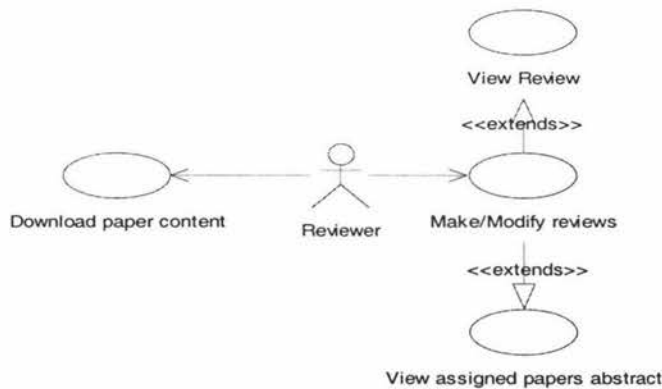 View Review
<<extends>>
Download paper content
Reviewer
Make/Modify reviews
<<extends>>
View assigned papers abstract